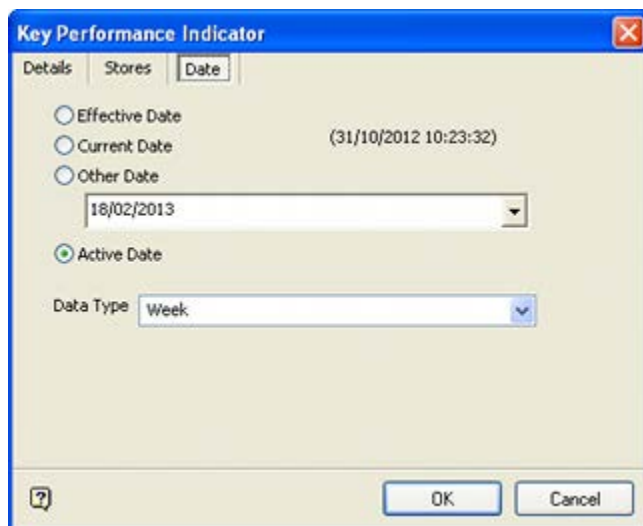 Key Performance Indicator
Details Stores Date
Effective Date
Current Date (31/10/2012 10:23:32)
Other Date
18/02/2013
Active Date
Data Type Week
? OK Cancel